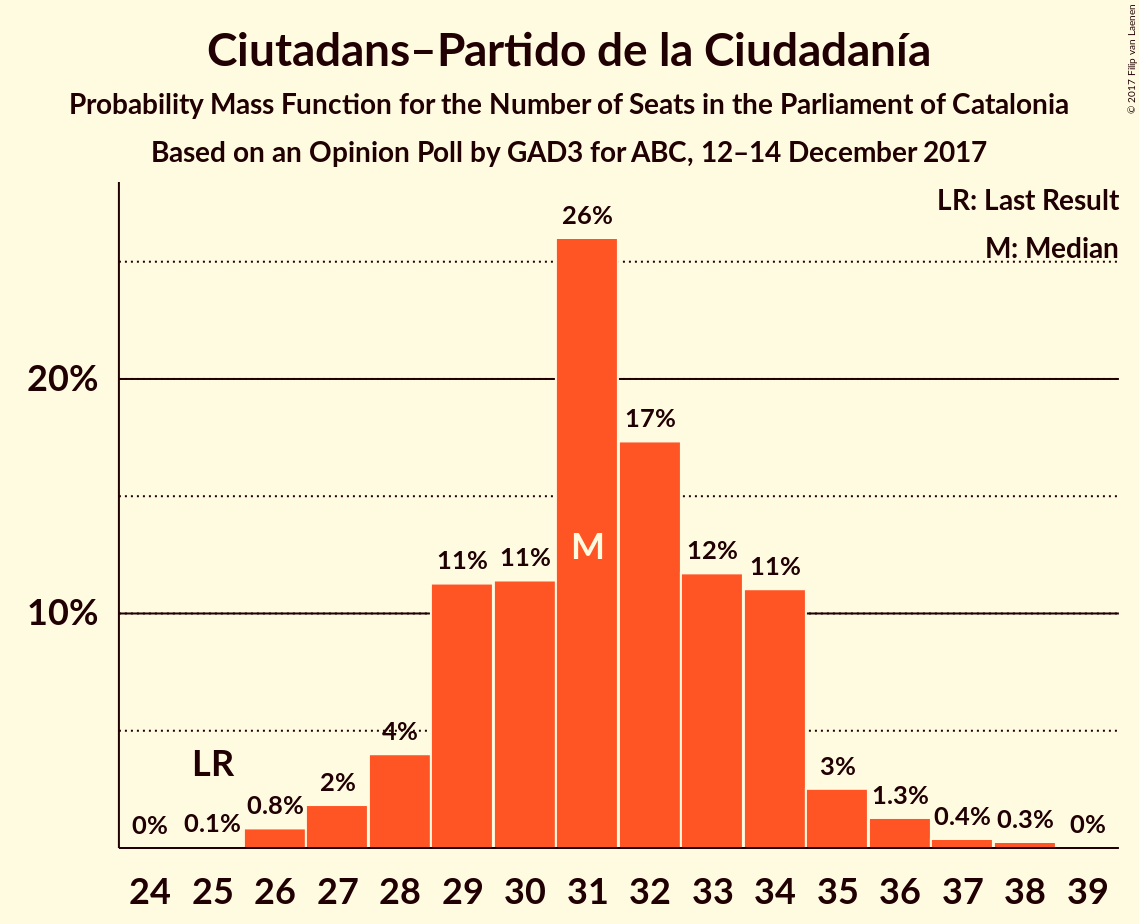 Ciutadans–Partido de la Ciudadanía
Probability Mass Function for the Number of Seats in the Parliament of Catalonia
Based on an Opinion Poll by GAD3 for ABC, 12–14 December 2017
© 2017 Filip van Laenen
LR: Last Result
M: Median
20%
10%
0%
0.1%
0.8%
2%
4%
11%
11%
26%
17%
12%
11%
3%
1.3%
0.4%
0.3%
0%
LR
M
24 25 26 27 28 29 30 31 32 33 34 35 36 37 38 39